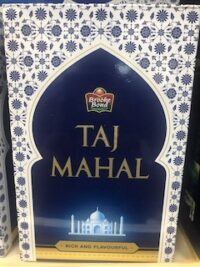 Brooke
Bond
TAJ
MAHAL
RICH AND FLAVOURFUL